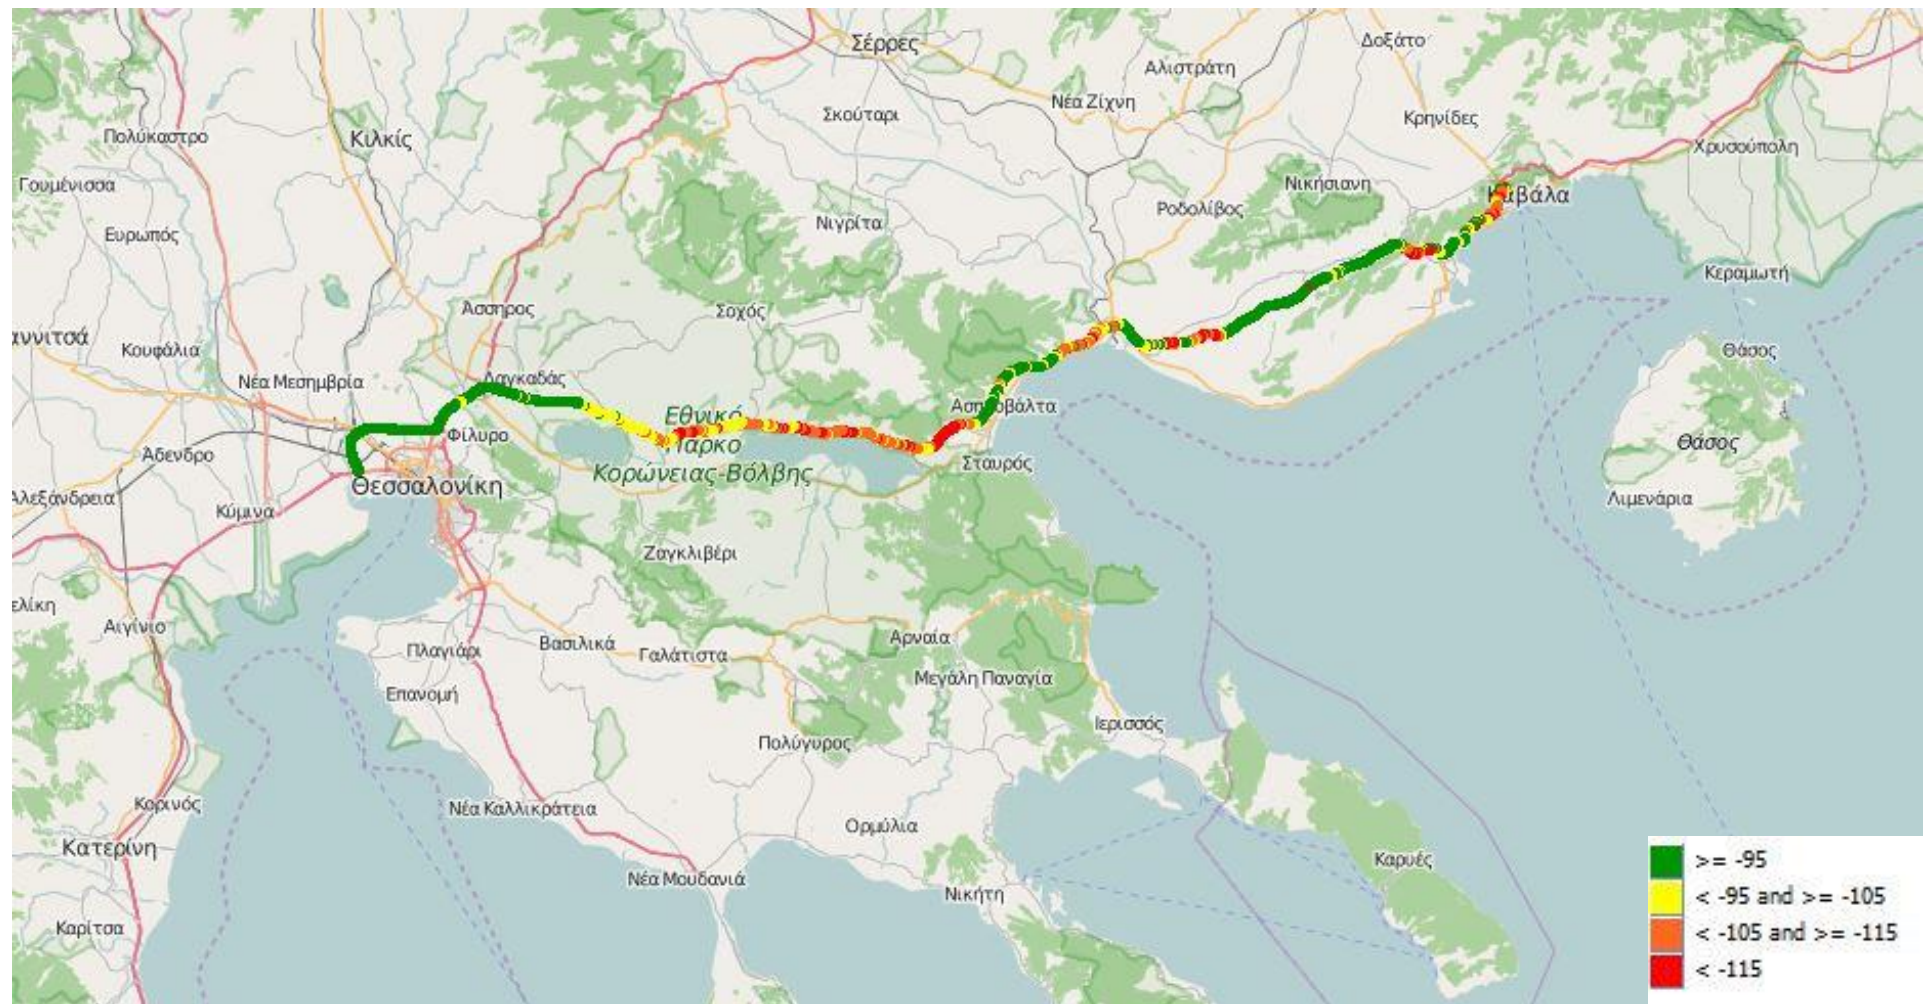 Σέρρες
Δοξάτο
Αλιστράτη
Νέα Ζίχνη
Σκούταρι
Κρηνίδες
Πολύκαστρο
Κιλκίς
Χρυσούπολη
Γουμένισσα
Νικήσιανη
Καβάλα
Ροδολίβος
Νιγρίτα
Ευρωπός
Κεραμωτή
Άσσηρος
Σοχός
αννιτσά
Κουφάλια
Θάσος
Νέα Μεσημβρία
Λαγκαδάς
Ασπροβάλτα
Εθνικό
Πάρκο
Κορώνειας-Βόλβης
Φίλυρο
Θάσος
Άδενδρο
Σταυρός
Θεσσαλονίκη
Αλεξάνδρεια
Λιμενάρια
Κύμινα
Ζαγκλιβέρι
ελίκη
Αιγίνιο
Αρναία
Βασιλικά
Πλαγιάρι
Γαλάτιστα
Μεγάλη Παναγία
Επανομή
Ιερισσός
Πολύγυρος
Κορινός
Νέα Καλλικράτεια
Ορμύλια
Κατερίνη
Καρυές
Νέα Μουδανιά
Νικήτη
Καρίτσα
>= -95
< -95 and >= -105
< -105 and >= -115
< -115